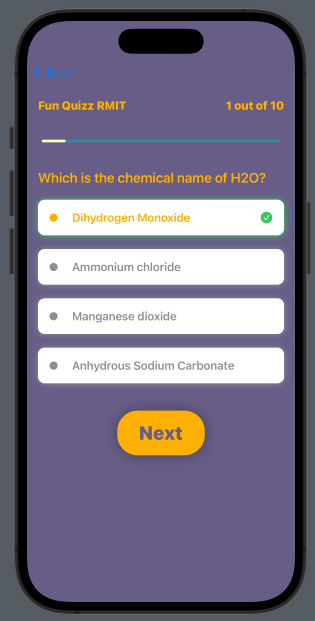 Back
Fun Quizz RMIT 1 out of 10
Which is the chemical name of H2O?
Dihydrogen Monoxide
Ammonium chloride
Manganese dioxide
Anhydrous Sodium Carbonate
Next